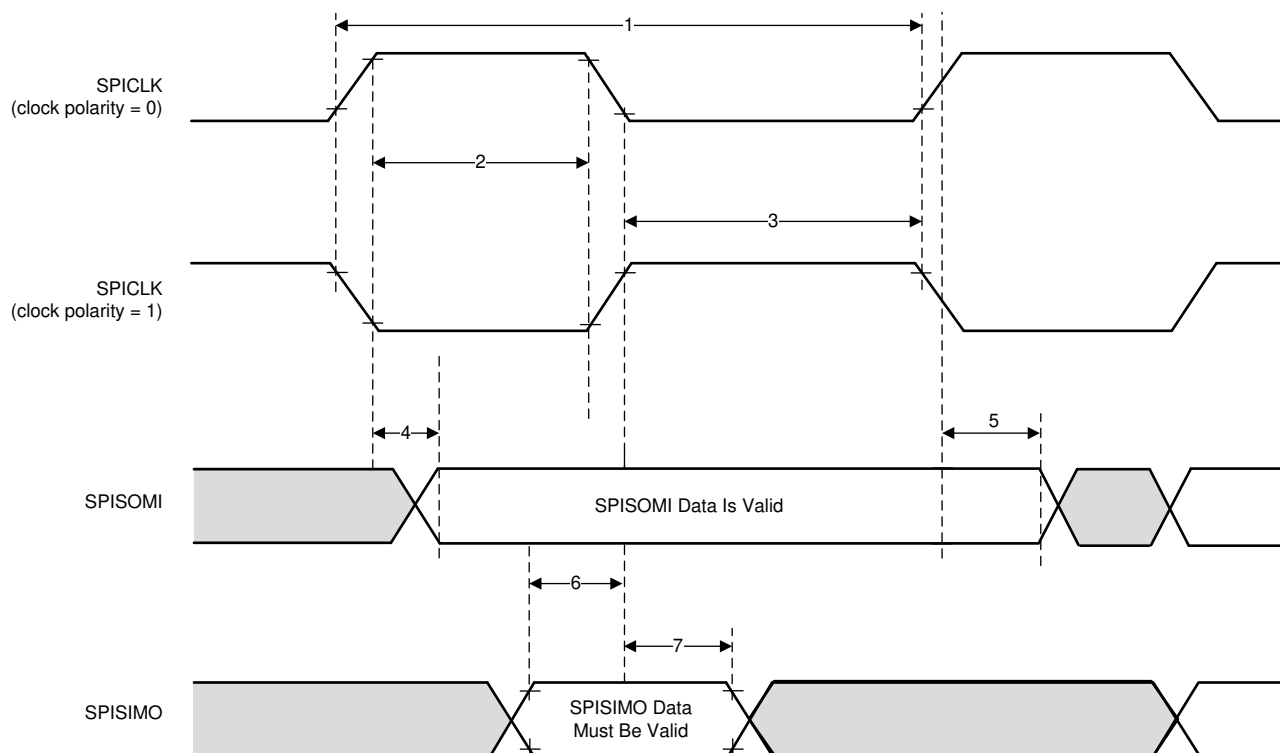 1
SPICLK
(clock polarity = 0)
2
3
SPICLK
(clock polarity = 1)
4
5
SPISOMI
SPISOMI Data Is Valid
6
7
SPISIMO
SPISIMO Data
Must Be Valid